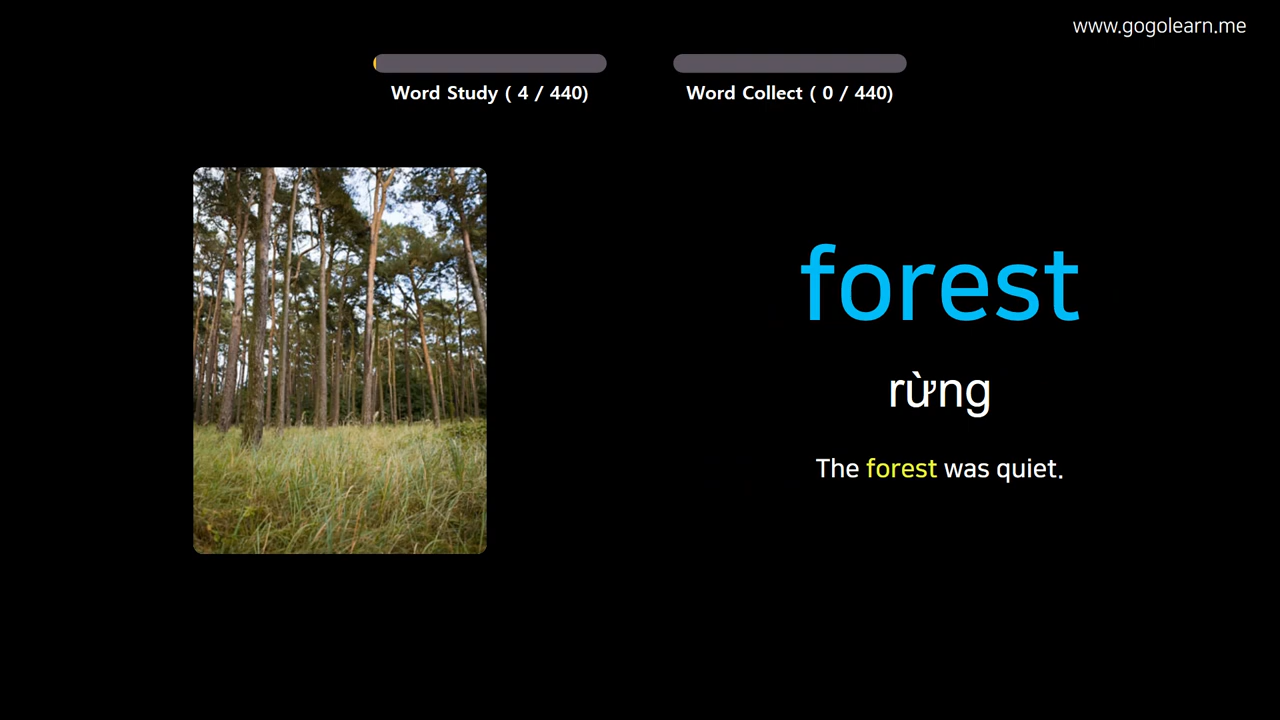 www.gogolearn.me
Word Study ( 4 / 440)
Word Collect ( 0 / 440)
forest
rừng
The forest was quiet.